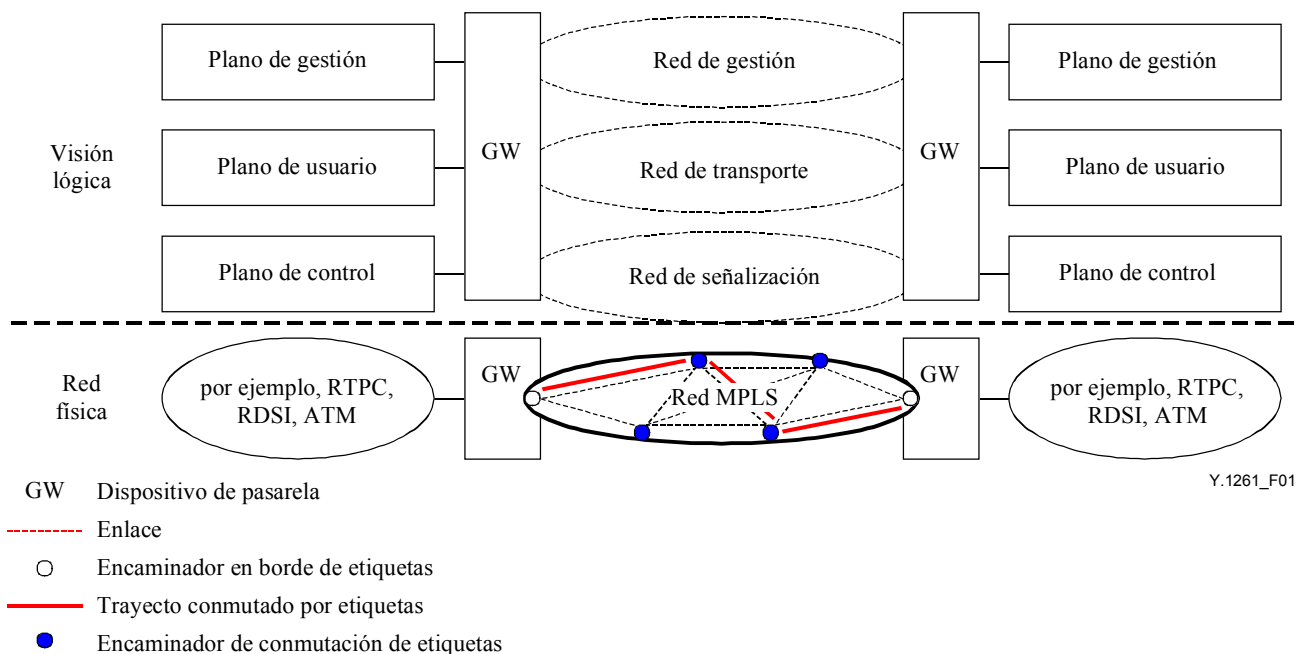 Plano de gestión
Red de gestión
Plano de gestión
Visión
lógica
Plano de usuario
GW
Red de transporte
GW
Plano de usuario
Plano de control
Red de señalización
Plano de control
Red
física
por ejemplo, RTPC,
RDSI, ATM
GW
Red MPLS
GW
por ejemplo, RTPC,
RDSI, ATM
Y.1261_F01
GW Dispositivo de pasarela
Enlace
Encaminador en borde de etiquetas
Trayecto conmutado por etiquetas
Encaminador de conmutación de etiquetas